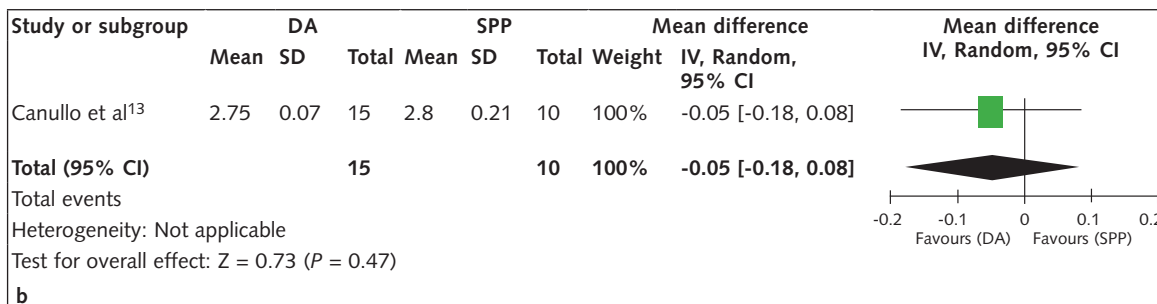 Study or subgroup DA SPP Mean difference Mean difference
Mean SD Total Mean SD Total Weight IV, Random, 95% CI IV, Random, 95% CI
Canullo et al13 2.75 0.07 15 2.8 0.21 10 100% -0.05 [-0.18, 0.08]
Total (95% CI) 15 10 100% -0.05 [-0.18, 0.08]
Total events
-0.2 -0.1 0 0.1 0.2
Heterogeneity: Not applicable
Favours (DA) Favours (SPP)
Test for overall effect: Z = 0.73 (P = 0.47)
b